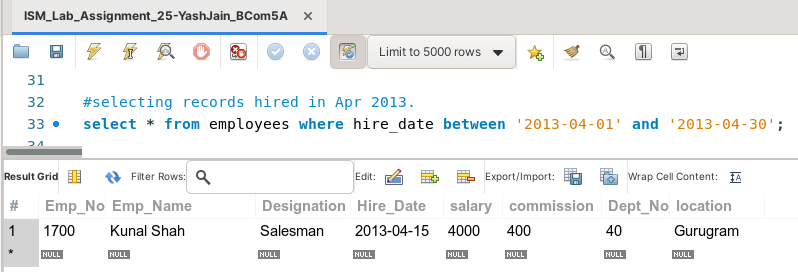 ISM_Lab_Assignment_25-YashJain_BCom5A ×
Limit to 5000 rows
31
32 #selecting records hired in Apr 2013.
33 select * from employees where hire_date between '2013-04-01' and '2013-04-30';
Result Grid Filter Rows: Edit: Export/Import: Wrap Cell Content:
# Emp_No Emp_Name Designation Hire_Date salary commission Dept_No location
1 1700 Kunal Shah Salesman 2013-04-15 4000 400 40 Gurugram
* NULL NULL NULL NULL NULL NULL NULL NULL